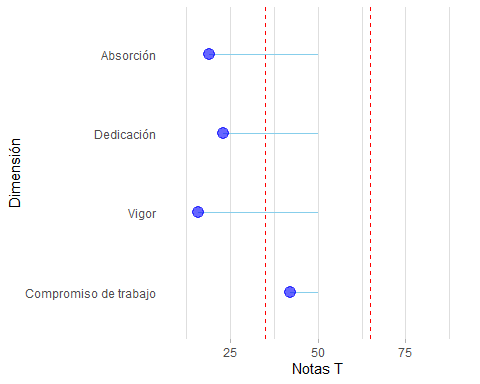 Absorción
Dedicación
Dimensión
Vigor
Compromiso de trabajo
25 50 75
Notas T